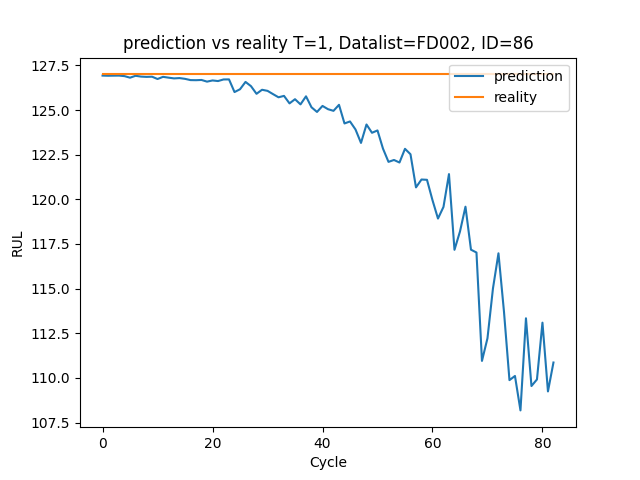 prediction vs reality T=1, Datalist=FD002, ID=86
127.5
125.0
122.5
120.0
117.5
115.0
112.5
110.0
107.5
RUL
prediction
reality
0 20 40 60 80
Cycle